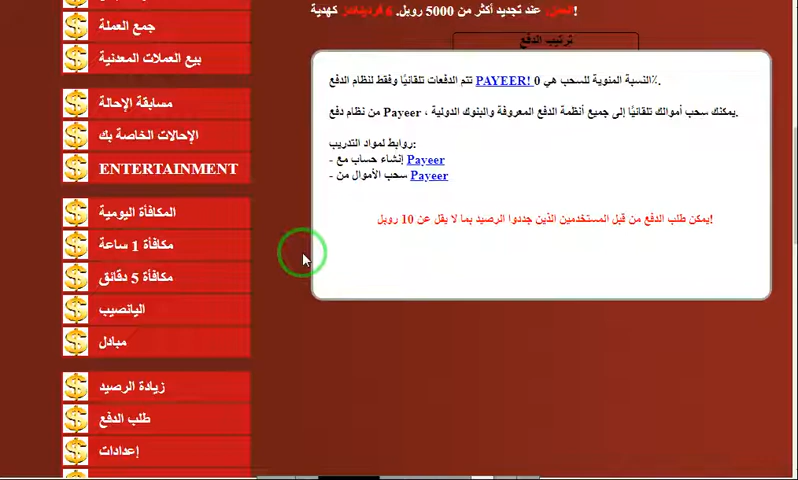 عند تجديد أكثر من 5000 روبل. 6 كهدية!
ترتيب الدفع
جمع العملة
بيع العملات المعدنية
مسابقة الإحالة
الإحالات الخاصة بك
ENTERTAINMENT
المكافأة اليومية
مكافأة 1 ساعة
مكافأة 5 دقائق
اليانصيب
مبادل
زيادة الرصيد
طلب الدفع
إعدادات
تتم الدفعات تلقائيًا وفقط لنظام الدفع PAYEER! النسبة المنوية للسحب هي 0٪.
من نظام دفع Payeer ، يمكنك سحب أموالك تلقائيًا إلى جميع أنظمة الدفع المعروفة والبنوك الدولية.
روابط لمواد التدريب:
- إنشاء حساب مع Payeer
- سحب الأموال من Payeer
يمكن طلب الدفع من قبل المستخدمين الذين جددوا الرصيد بما لا يقل عن 10 روبل!